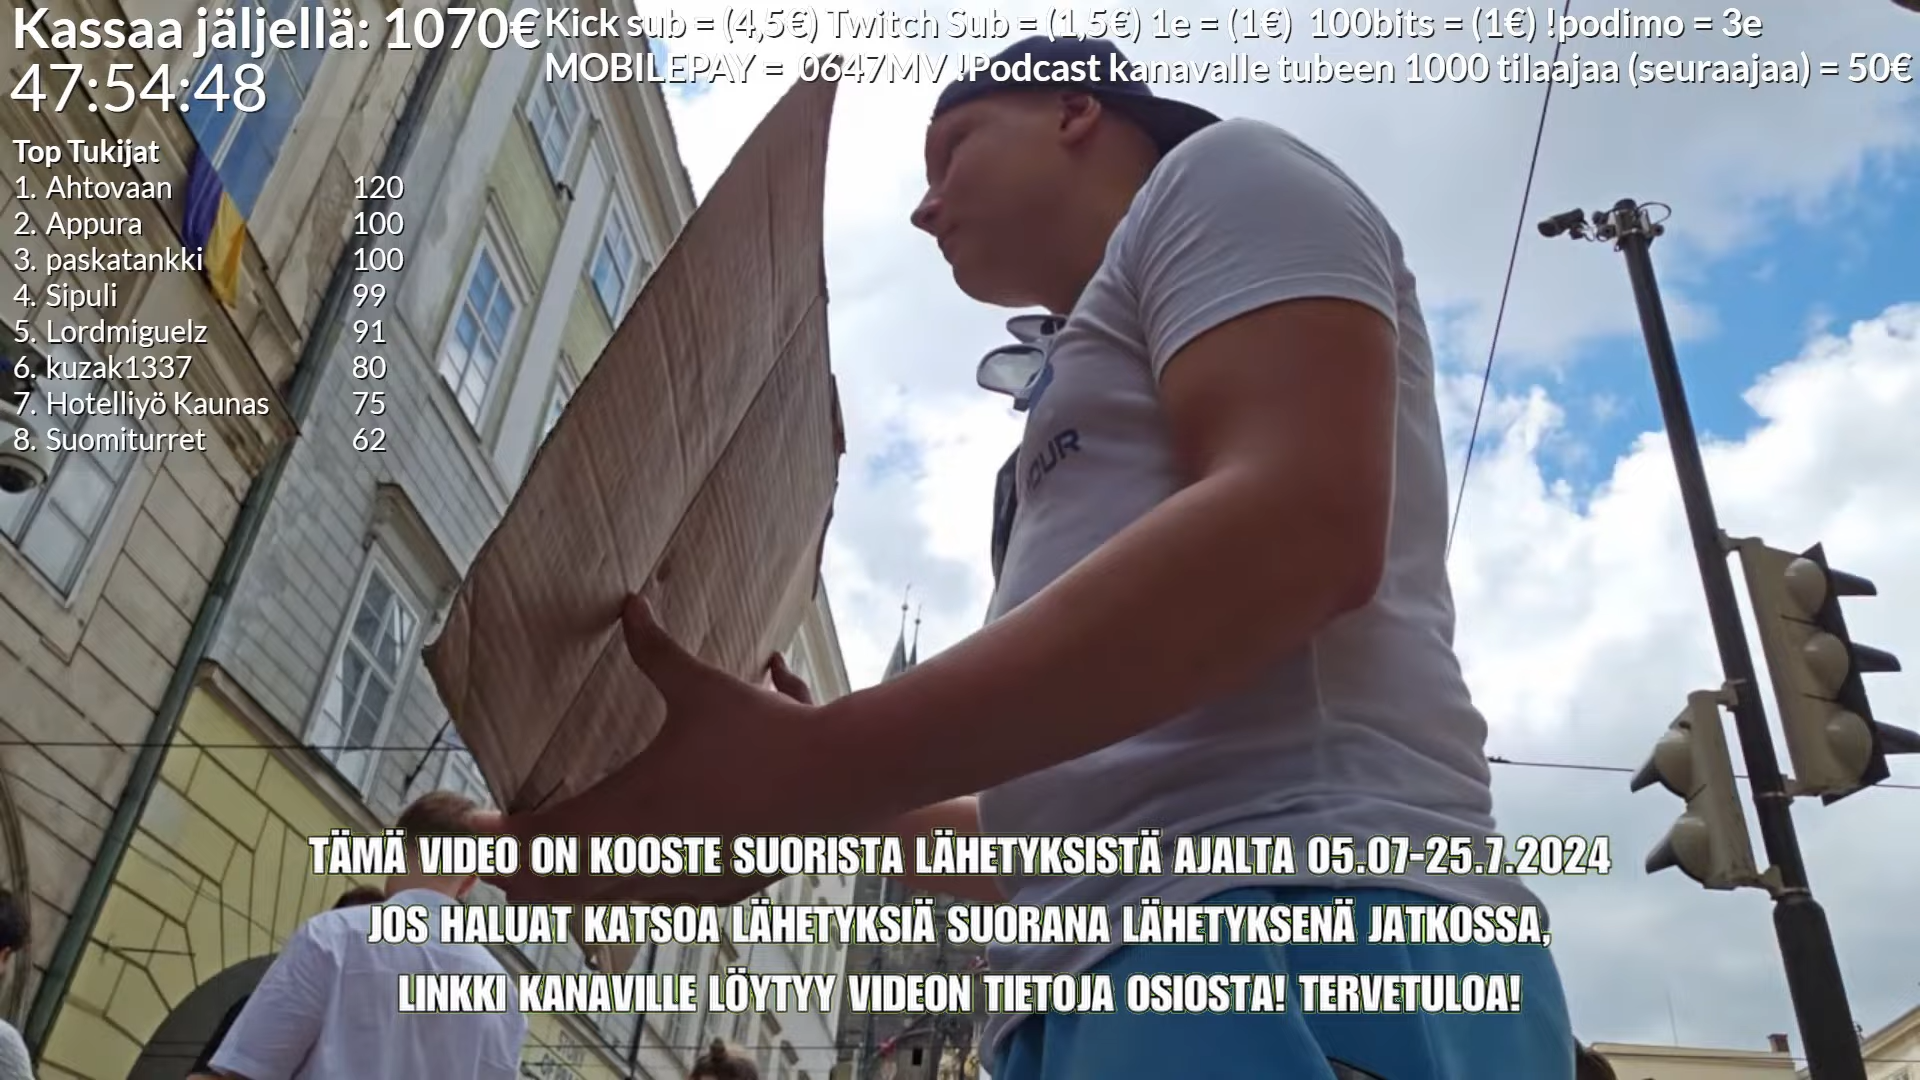 Kassaa jäljellä: 1070€
Kick sub = (4,5€) Twitch Sub = (1,5€) 1e = (1€) 100bits = (1€) !podimo = 3e
MOBILEPAY = 0647MV !Podcast kanavalle tubeen 1000 tilaajaa (seuraajaa) = 50€
47:54:48
Top Tukijat
1. Ahtovaan 120
2. Appura 100
3. paskatankki 100
4. Sipuli 99
5. Lordmiguelz 91
6. kuzak1337 80
7. Hotelliyö Kaunas 75
8. Suomiturret 62
TÄMÄ VIDEO ON KOOSTE SUORISTA LÄHETYKSISTÄ AJALTA 05.07-25.7.2024
JOS HALUAT KATSOA LÄHETYKSIÄ SUORANA LÄHETYKSENÄ JATKOSSA,
LINKKI KANAVILLE LÖYTYY VIDEON TIETOJA OSIOSTA! TERVETULOA!